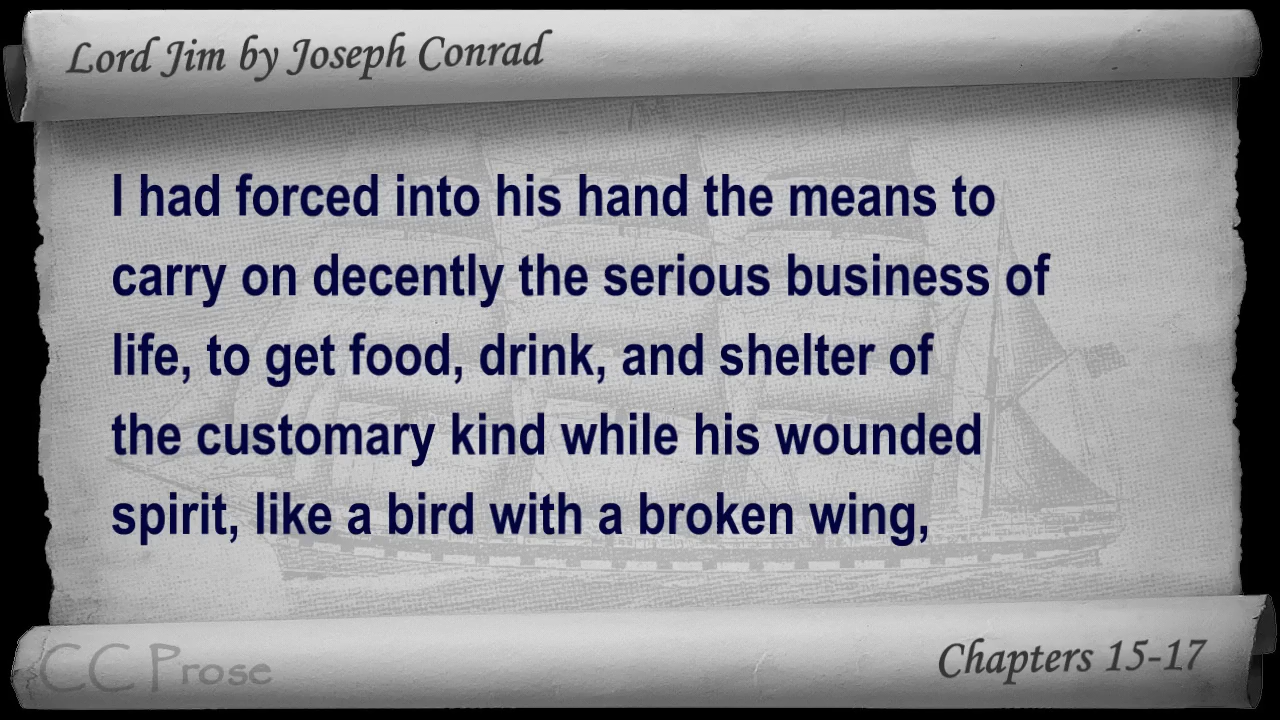 Lord Jim by Joseph Conrad
I had forced into his hand the means to
carry on decently the serious business of
life, to get food, drink, and shelter of
the customary kind while his wounded
spirit, like a bird with a broken wing,
CC Prose
Chapters 15-17